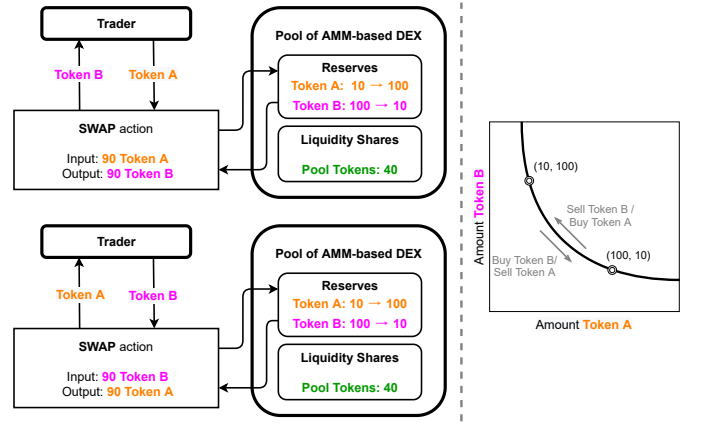 Trader
Token B
Token A
SWAP action
Input: 90 Token A
Output: 90 Token B
Pool of AMM-based DEX
Reserves
Token A: 10 → 100
Token B: 100 → 10
Liquidity Shares
Pool Tokens: 40
Trader
Token A
Token B
SWAP action
Input: 90 Token B
Output: 90 Token A
Pool of AMM-based DEX
Reserves
Token A: 10 → 100
Token B: 100 → 10
Liquidity Shares
Pool Tokens: 40
Amount Token B
(10, 100)
Sell Token B /
Buy Token A
(100, 10)
Buy Token B/
Sell Token A
Amount Token A